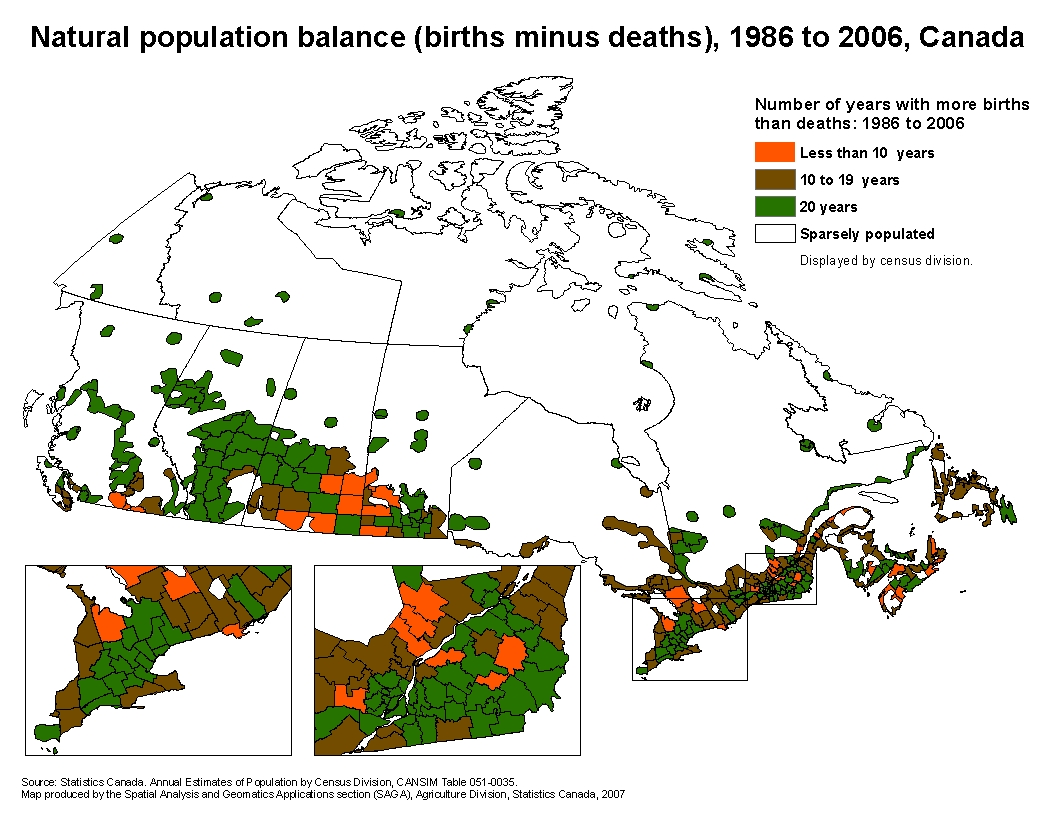 Natural population balance (births minus deaths), 1986 to 2006, Canada
Number of years with more births
than deaths: 1986 to 2006
Less than 10 years
10 to 19 years
20 years
Sparsely populated
Displayed by census division.
Source: Statistics Canada. Annual Estimates of Population by Census Division, CANSIM Table 051-0035.
Map produced by the Spatial Analysis and Geomatics Applications section (SAGA), Agriculture Division, Statistics Canada, 2007